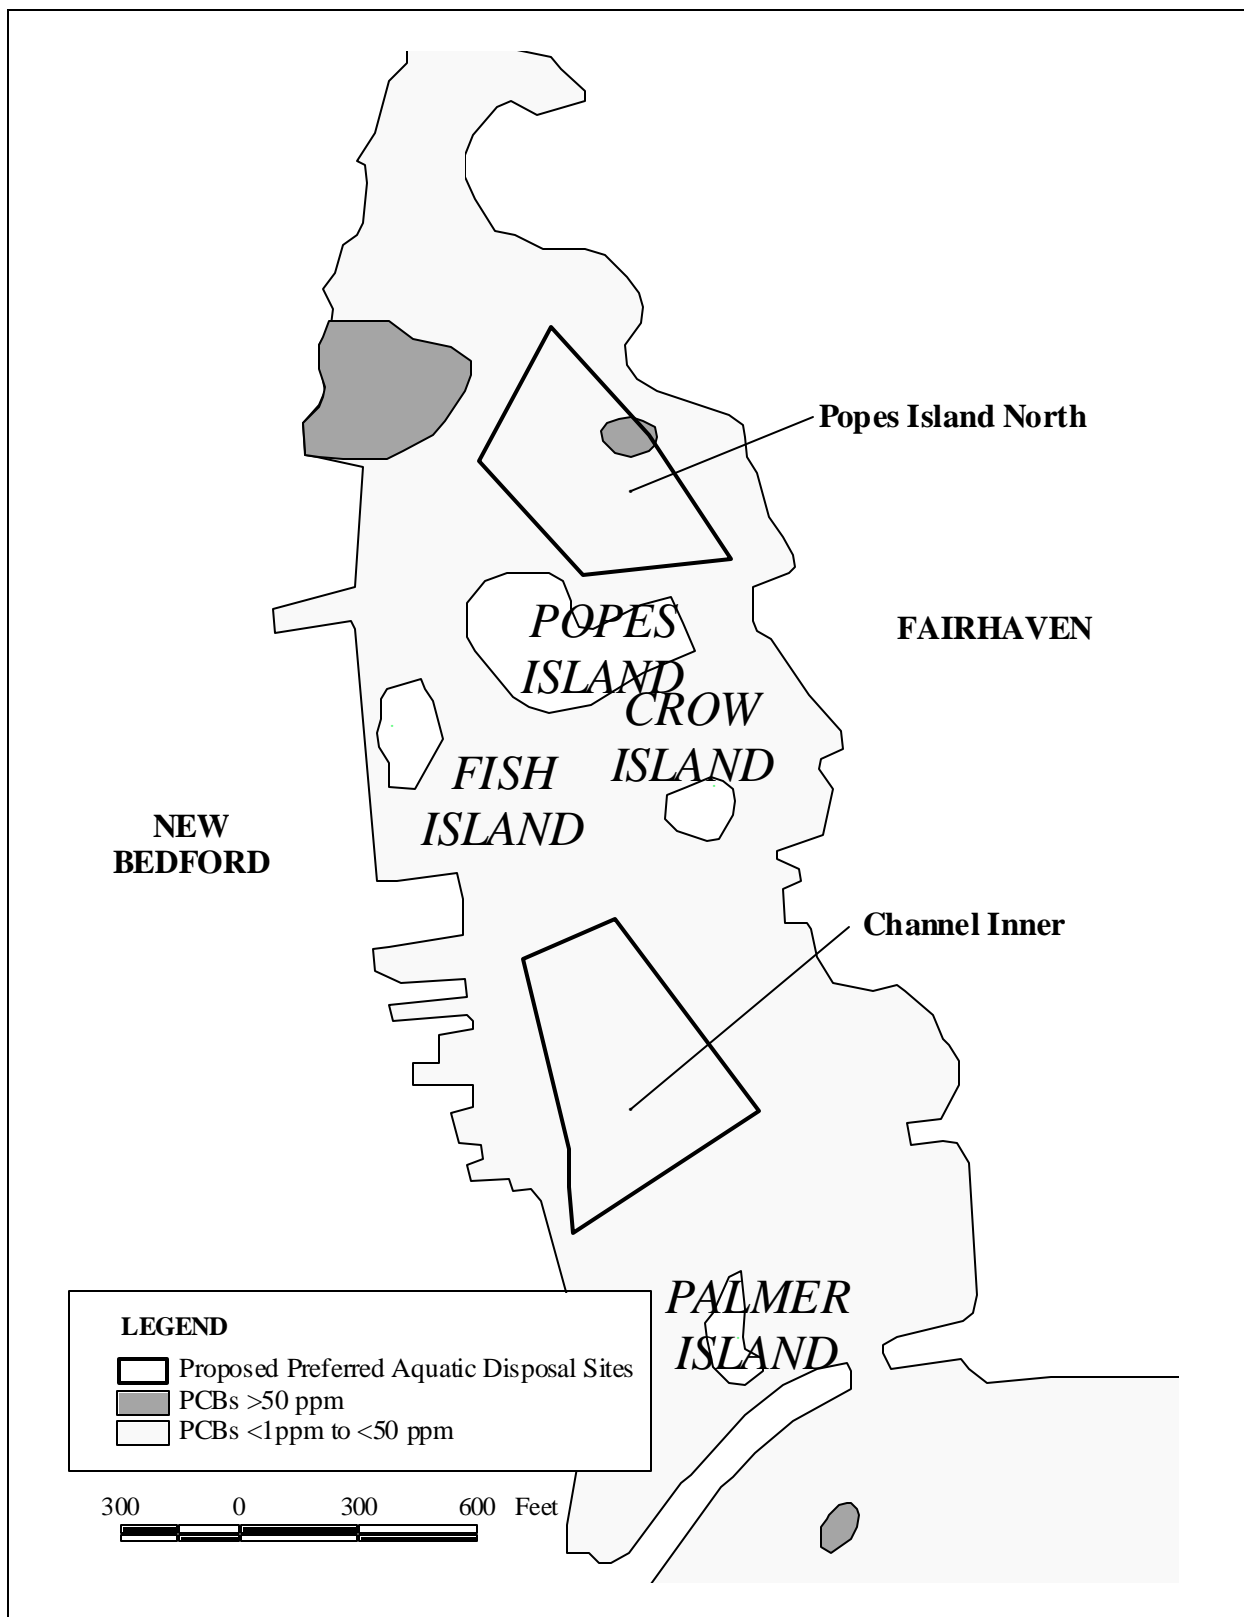 Popes Island North
POPES
ISLAND
FAIRHAVEN
CROW
ISLAND
FISH
ISLAND
NEW
BEDFORD
Channel Inner
PALMER
ISLAND
LEGEND
Proposed Preferred Aquatic Disposal Sites
PCBs >50 ppm
PCBs <1ppm to <50 ppm
300 0 300 600 Feet